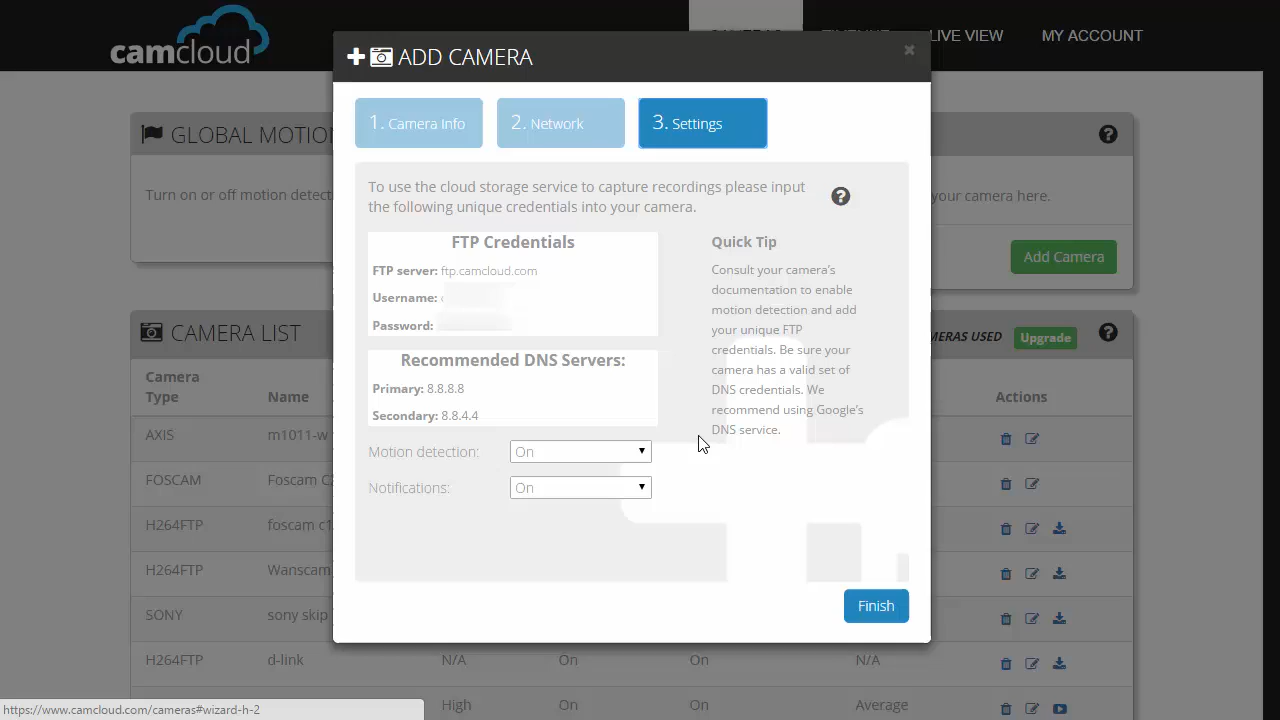 camcloud
LIVE VIEW
MY ACCOUNT
ADD CAMERA
×
1. Camera Info
2. Network
3. Settings
GLOBAL MOTION
Turn on or off motion detect
your camera here.
Add Camera
To use the cloud storage service to capture recordings please input
the following unique credentials into your camera.
FTP Credentials
FTP server: ftp.camcloud.com
Username:
Password:
Recommended DNS Servers:
Primary: 8.8.8.8
Secondary: 8.8.4.4
Quick Tip
Consult your camera's
documentation to enable
motion detection and add
your unique FTP
credentials. Be sure your
camera has a valid set of
DNS credentials. We
recommend using Google's
DNS service.
Motion detection: On
Notifications: On
Finish
CAMERA LIST
MERAS USED
Upgrade
Camera
Type
Name
Actions
AXIS m1011-w
FOSCAM Foscam C
H264FTP foscam c1
H264FTP Wanscam
SONY sony skip
H264FTP d-link N/A On On N/A
High On On Average
https://www.camcloud.com/cameras#wizard-h-2